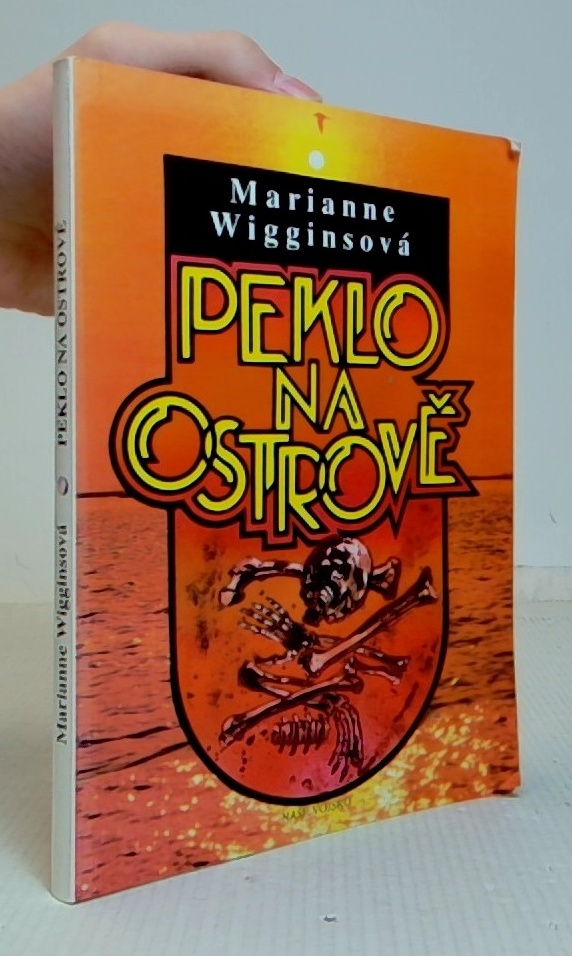 Marianne
Wigginsová
PEKLO
NA
OSTROVĚ
Marianne Wigginsová PEKLO NA OSTROVĚ